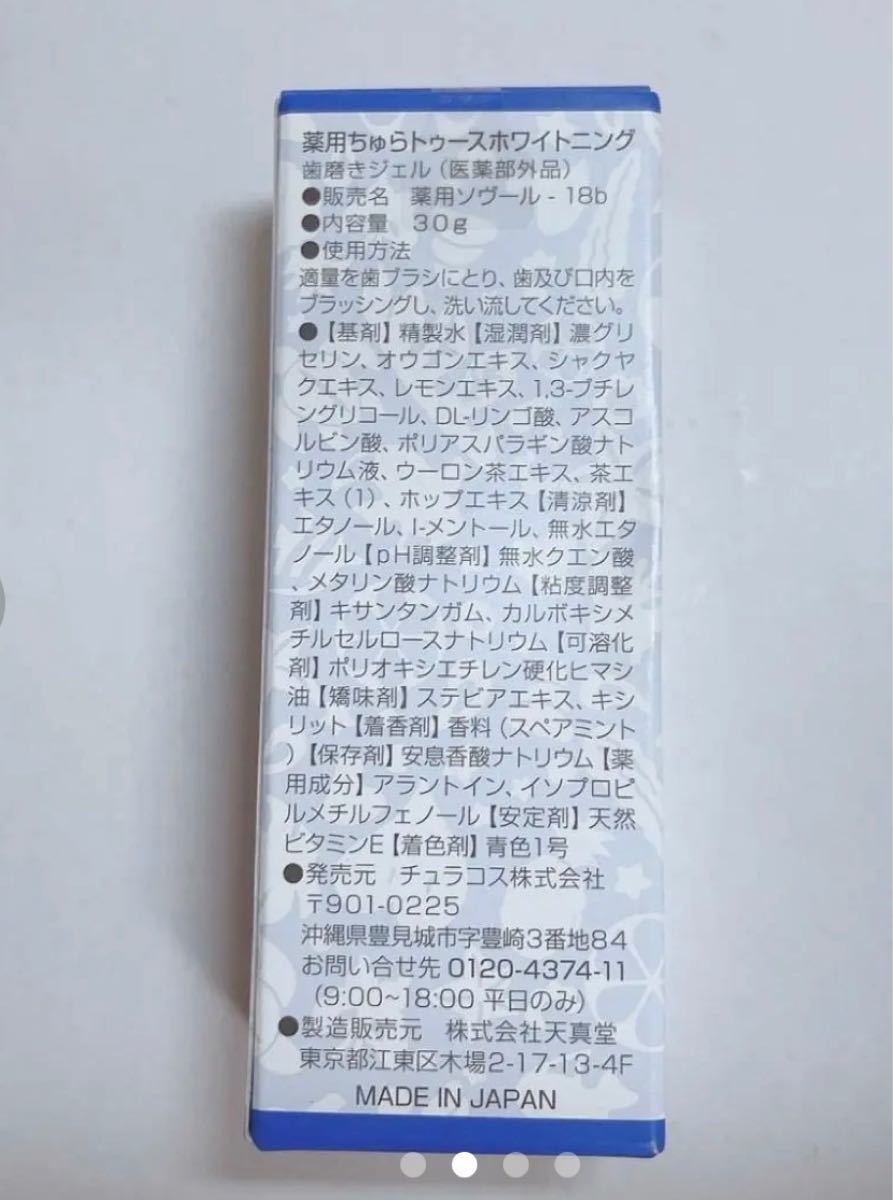 薬用ちゅらトゥースホワイトニング
歯磨きジェル（医薬部外品）
●販売名　薬用ソヴール - 18b
●内容量　30g
●使用方法
適量を歯ブラシにとり、歯及び口内を
ブラッシングし、洗い流してください。
●【基剤】精製水【湿潤剤】濃グリ
セリン、オウゴンエキス、シャクヤ
クエキス、レモンエキス、1,3-ブチレ
ングリコール、DL-リンゴ酸、アスコ
ルビン酸、ポリアスパラギン酸ナト
リウム液、ウーロン茶エキス、茶エ
キス（1）、ホップエキス【清涼剤】
エタノール、l-メントール、無水エタ
ノール【pH調整剤】無水クエン酸
、メタリン酸ナトリウム【粘度調整
剤】キサンタンガム、カルボキシメ
チルセルロースナトリウム【可溶化
剤】ポリオキシエチレン硬化ヒマシ
油【矯味剤】ステビアエキス、キシ
リット【着香剤】香料（スペアミント
）【保存剤】安息香酸ナトリウム【薬
用成分】アラントイン、イソプロピ
ルメチルフェノール【安定剤】天然
ビタミンE【着色剤】青色1号
●発売元　チュラコス株式会社
〒901-0225
沖縄県豊見城市字豊崎3番地84
お問い合せ先 0120-4374-11
（9:00~18:00 平日のみ）
●製造販売元　株式会社天真堂
東京都江東区木場2-17-13-4F
MADE IN JAPAN